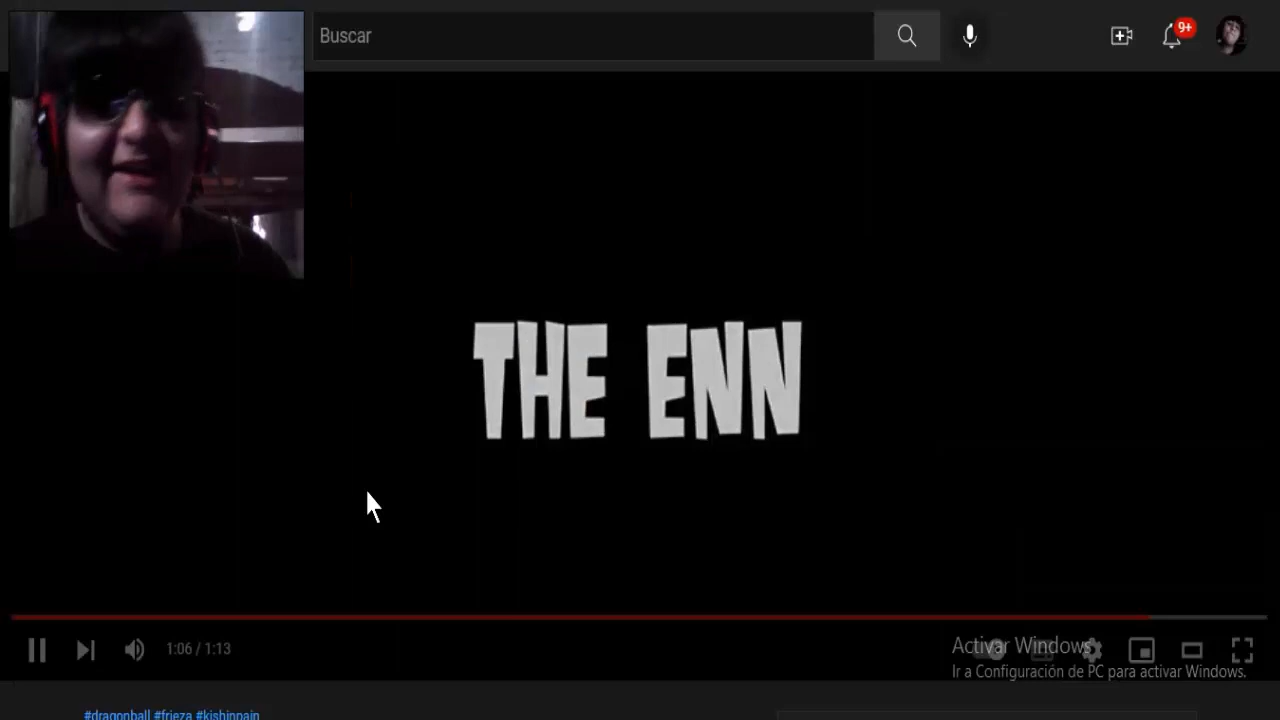 Buscar
9+
THE ENN
1:06 / 1:13
Activar Windows
Ir a Configuración de PC para activar Windows.
#dragonball #frieza #kishinpain